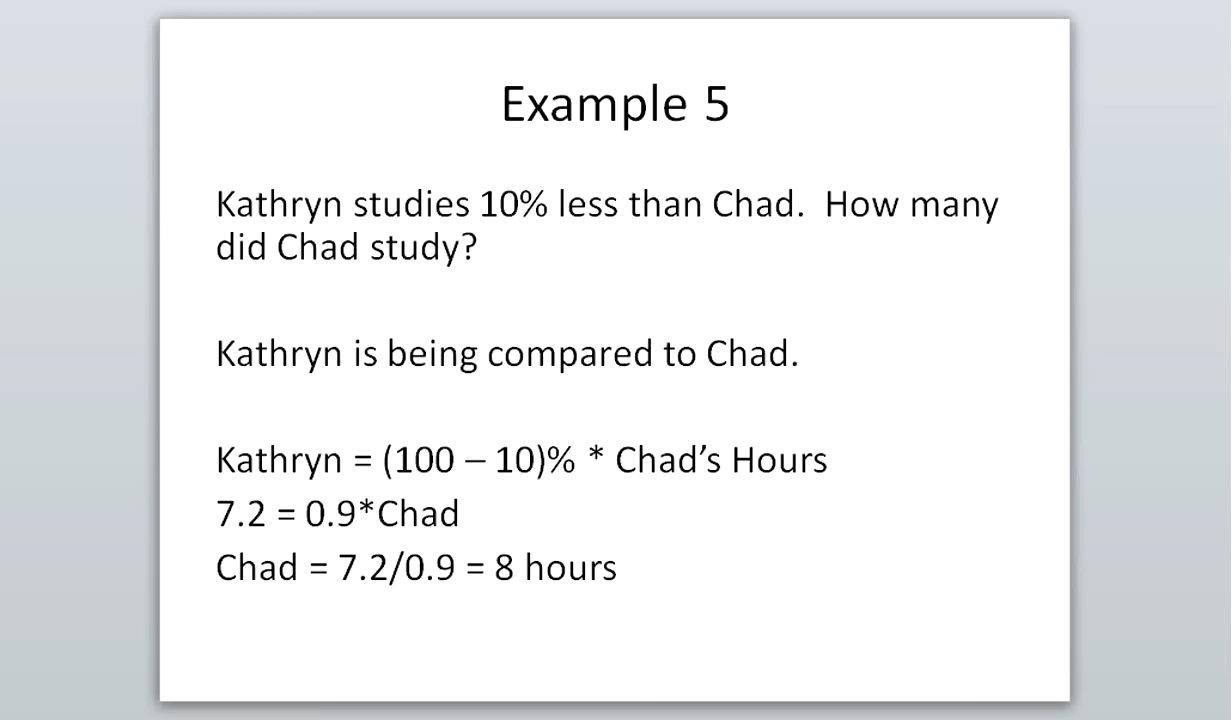 Example 5
Kathryn studies 10% less than Chad.  How many
did Chad study?
Kathryn is being compared to Chad.
Kathryn = (100 – 10)% * Chad’s Hours
7.2 = 0.9*Chad
Chad = 7.2/0.9 = 8 hours